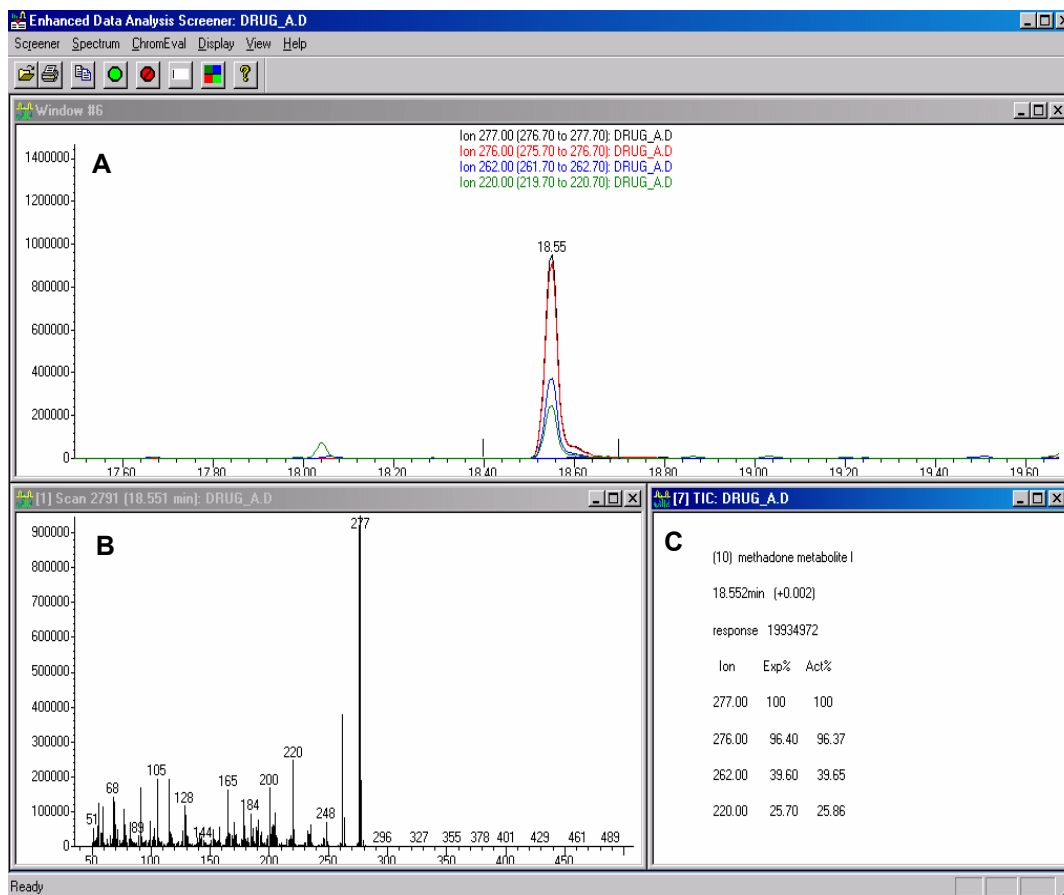 Enhanced Data Analysis Screener: DRUG_A.D
Screener Spectrum ChromEval Display View Help
Window #6
A
Ion 277.00 (276.70 to 277.70): DRUG_A.D
Ion 276.00 (275.70 to 276.70): DRUG_A.D
Ion 262.00 (261.70 to 262.70): DRUG_A.D
Ion 220.00 (219.70 to 220.70): DRUG_A.D
1400000
1200000
1000000
800000
600000
400000
200000
0
18.55
17.60 17.80 18.00 18.20 18.40 18.60 18.80 19.00 19.20 19.40 19.60
[1] Scan 2791 (18.551 min): DRUG_A.D
B
900000
800000
700000
600000
500000
400000
300000
200000
100000
0
277
220
105
165
200
68
128
184
51
248
89
144
296 327 355 378 401 429 461 489
50 100 150 200 250 300 350 400 450
[7] TIC: DRUG_A.D
C
(10) methadone metabolite I
18.552min (+0.002)
response 19934972
Ion Exp% Act%
277.00 100 100
276.00 96.40 96.37
262.00 39.60 39.65
220.00 25.70 25.86
Ready